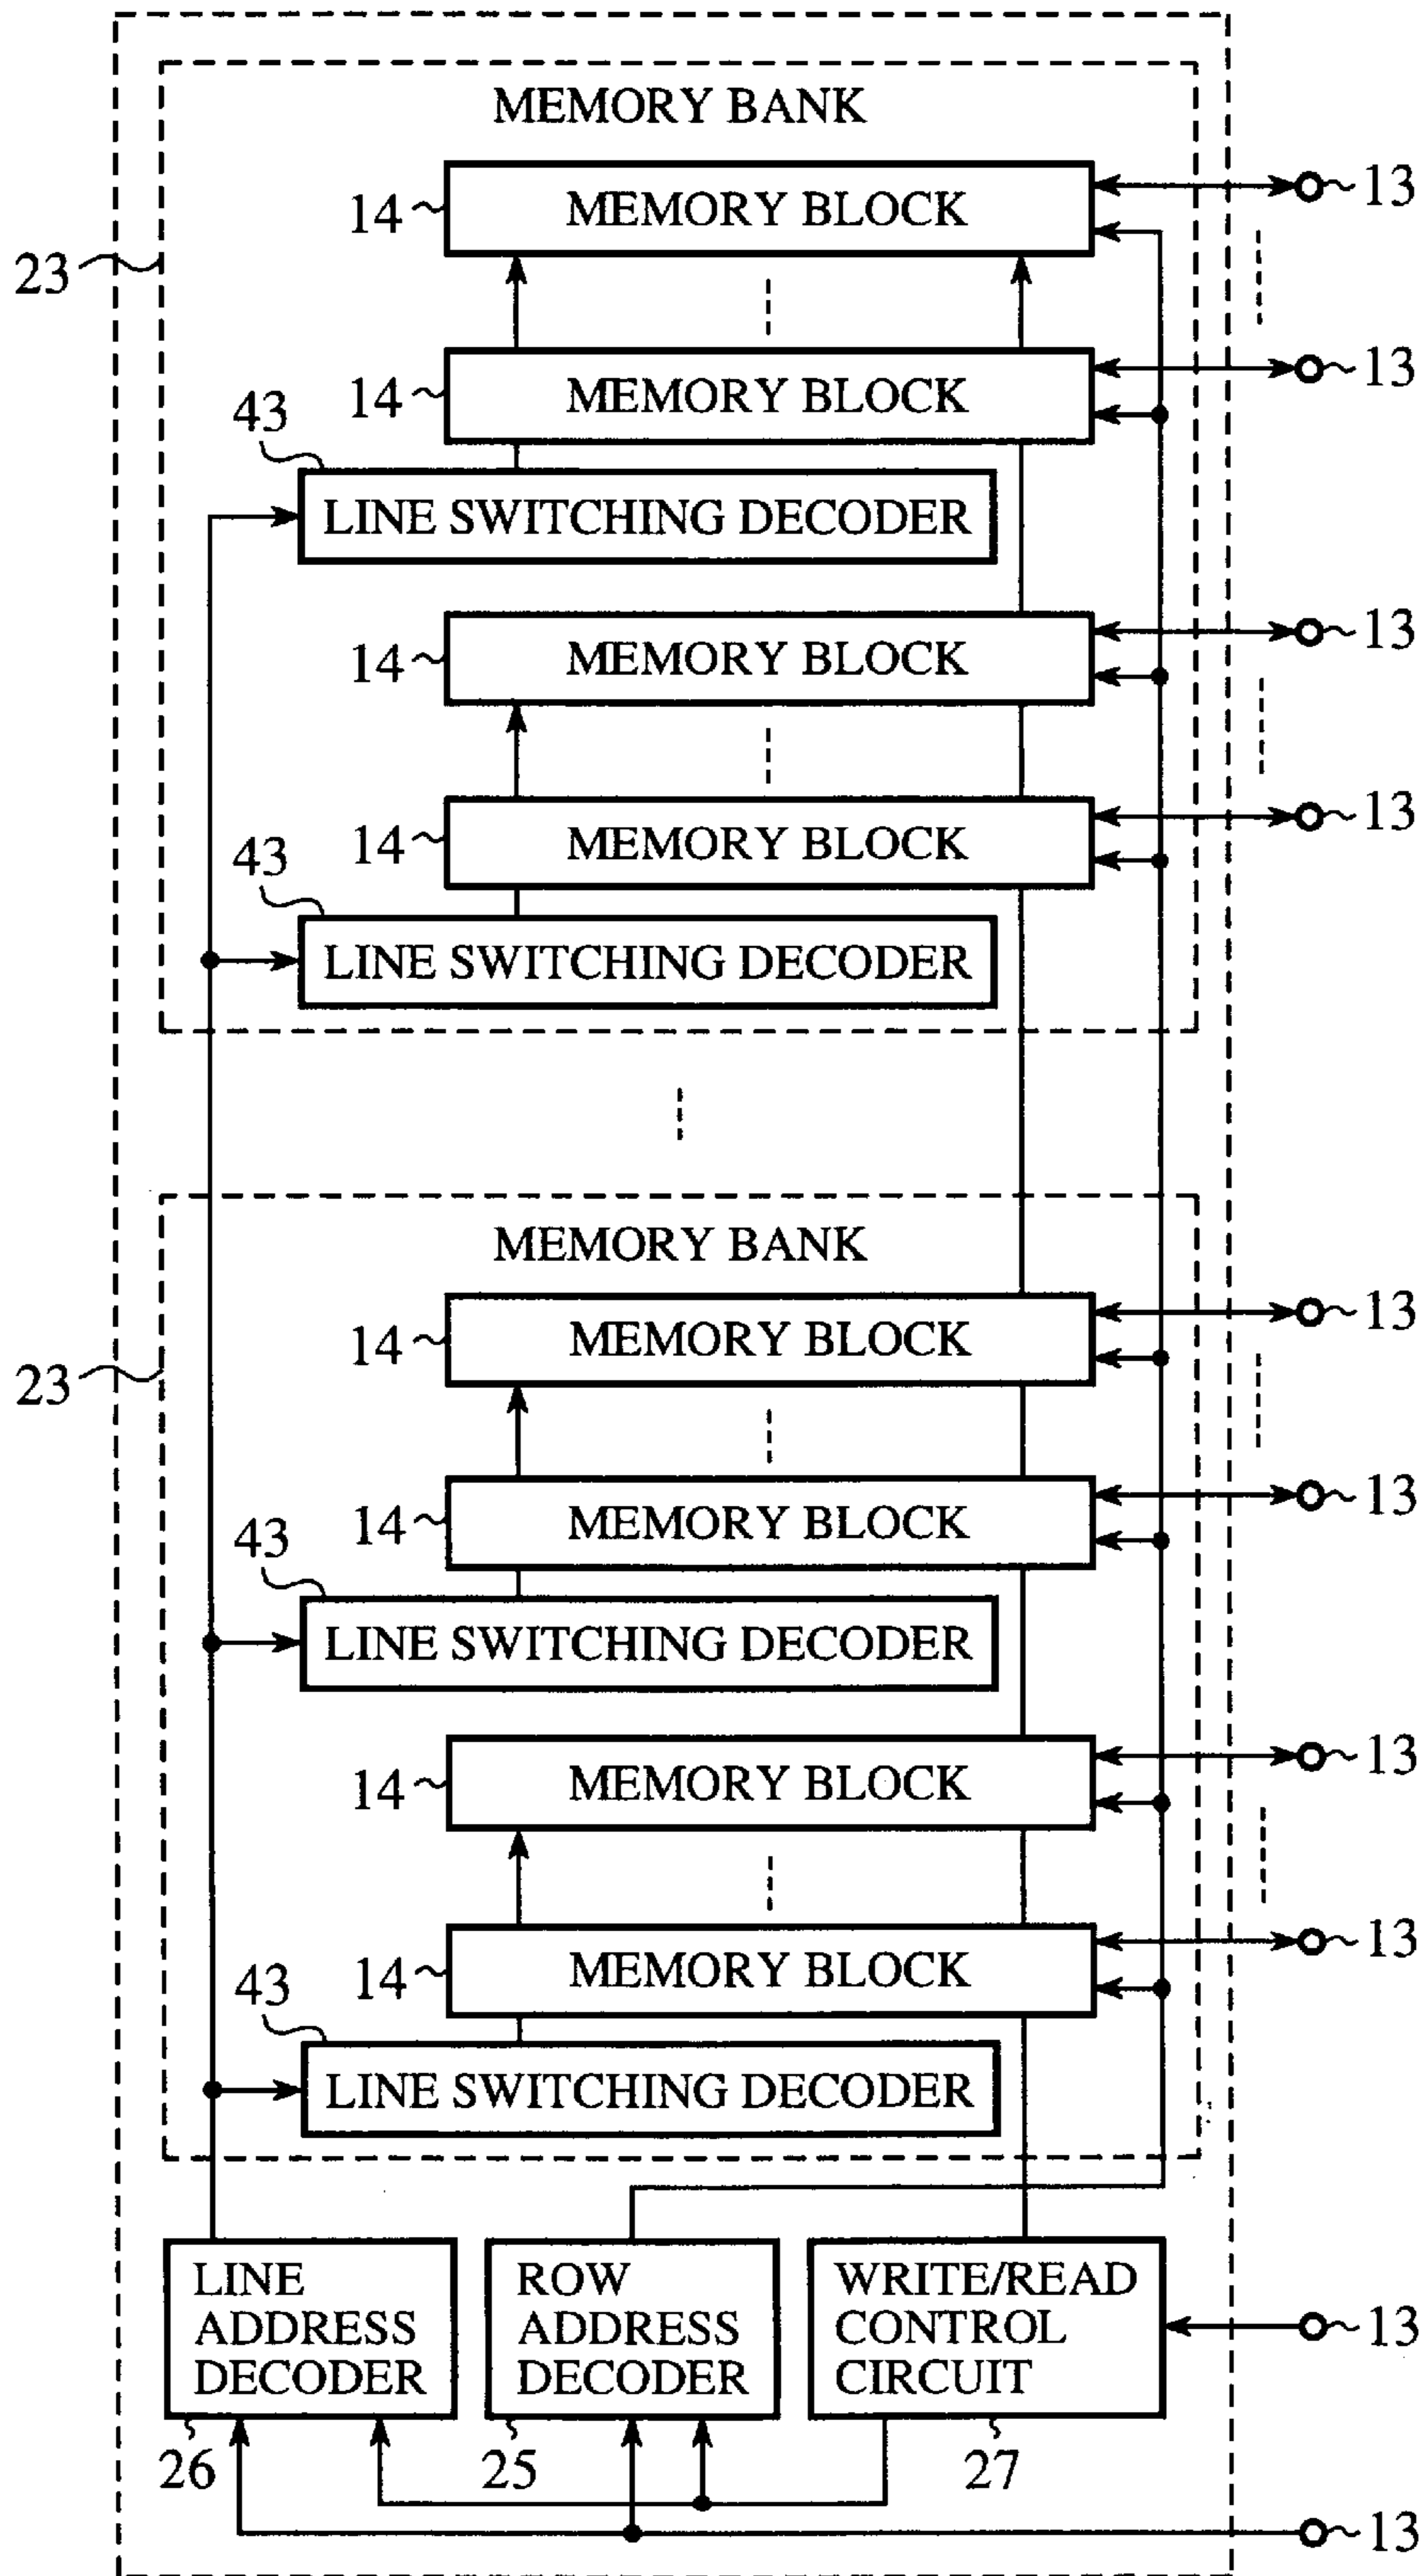 MEMORY BANK
14 MEMORY BLOCK 13
23
14 MEMORY BLOCK 13
43
LINE SWITCHING DECODER
14 MEMORY BLOCK 13
14 MEMORY BLOCK 13
43
LINE SWITCHING DECODER
MEMORY BANK
14 MEMORY BLOCK 13
23
14 MEMORY BLOCK 13
43
LINE SWITCHING DECODER
14 MEMORY BLOCK 13
14 MEMORY BLOCK 13
43
LINE SWITCHING DECODER
LINE
ADDRESS
DECODER
ROW
ADDRESS
DECODER
WRITE/READ
CONTROL
CIRCUIT
13
26
25
27
13